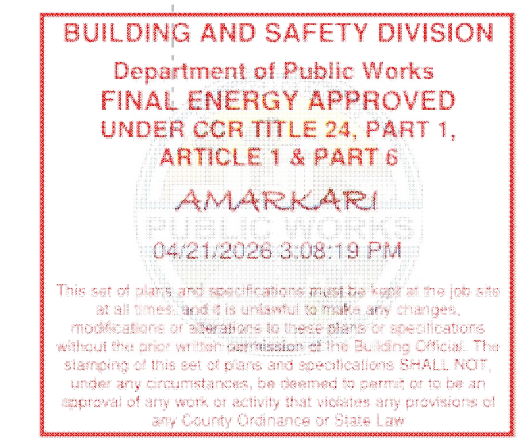 BUILDING AND SAFETY DIVISION
Department of Public Works
FINAL ENERGY APPROVED
UNDER CCR TITLE 24, PART 1,
ARTICLE 1 & PART 6
AMARKARI
PUBLIC WORKS
04/21/2026 3:08:19 PM
This set of plans and specifications must be kept at the job site
at all times, and it is unlawful to make any changes,
modifications or alterations to these plans or specifications
without the prior written permission of the Building Official. The
stamping of this set of plans and specifications SHALL NOT,
under any circumstances, be deemed to permit or to be an
approval of any work or activity that violates any provisions of
any County Ordinance or State Law